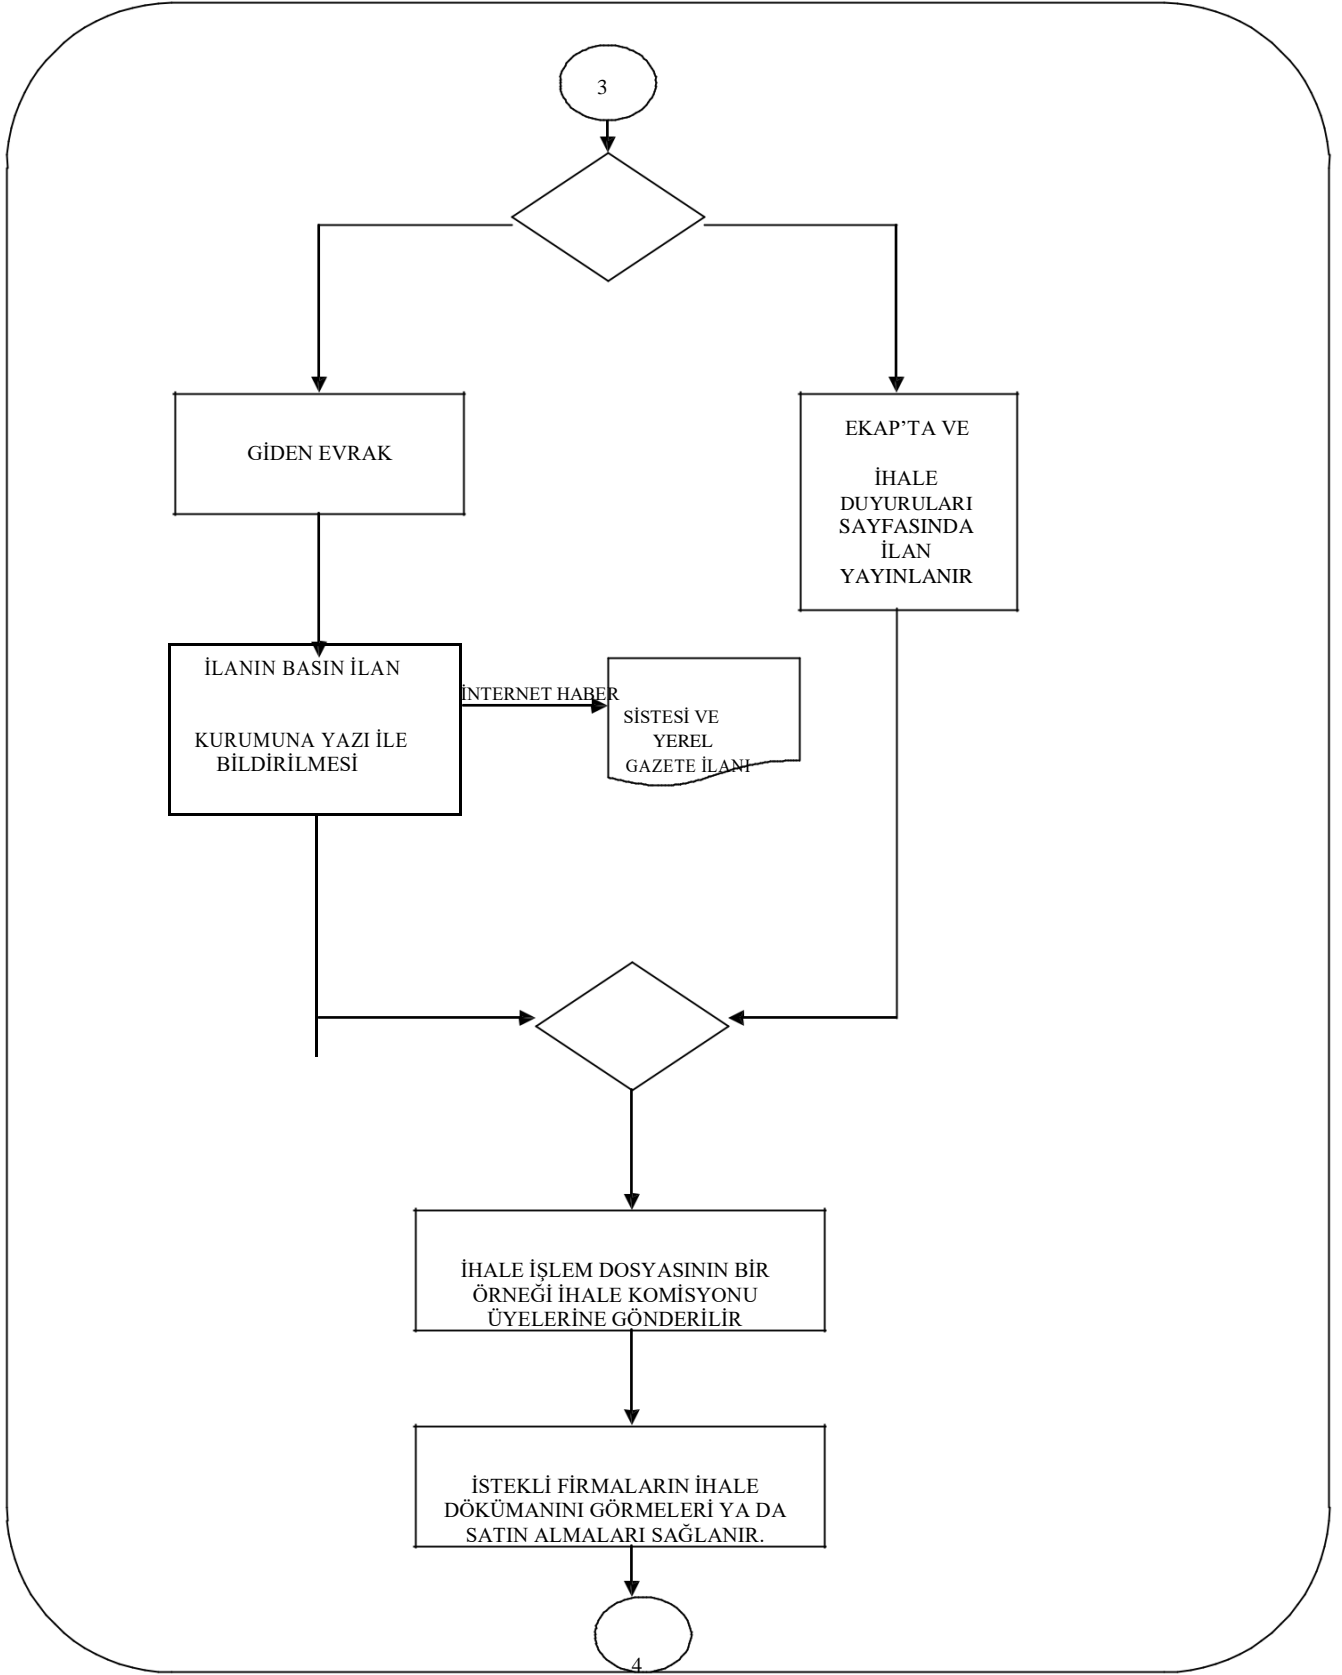 3
GİDEN EVRAK
EKAP’TA VE
İHALE
DUYURULARI
SAYFASINDA
İLAN
YAYINLANIR
İLANIN BASIN İLAN
KURUMUNA YAZI İLE
BİLDİRİLMESİ
İNTERNET HABER
SİSTESİ VE
YEREL
GAZETE İLANI
İHALE İŞLEM DOSYASININ BİR
ÖRNEĞİ İHALE KOMİSYONU
ÜYELERİNE GÖNDERİLİR
İSTEKLİ FİRMALARIN İHALE
DÖKÜMANINI GÖRMELERİ YA DA
SATIN ALMALARI SAĞLANIR.
4